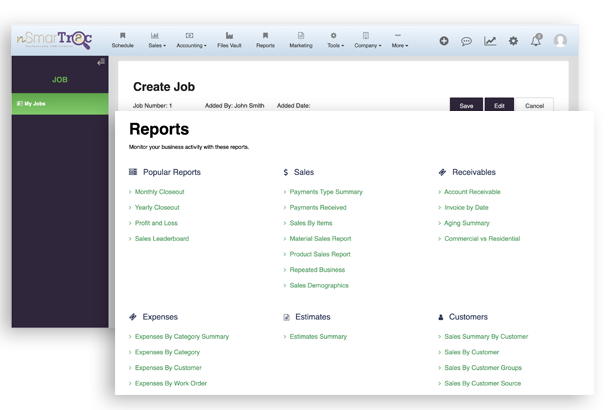 nSmarTrac
Schedule Sales Accounting Files Vault Reports Marketing Tools Company More
JOB
My Jobs
Create Job
Job Number: 1 Added By: John Smith Added Date:
Save Edit Cancel
Reports
Monitor your business activity with these reports.
Popular Reports
Monthly Closeout
Yearly Closeout
Profit and Loss
Sales Leaderboard
$ Sales
Payments Type Summary
Payments Received
Sales By Items
Material Sales Report
Product Sales Report
Repeated Business
Sales Demographics
Receivables
Account Receivable
Invoice by Date
Aging Summary
Commercial vs Residential
Expenses
Expenses By Category Summary
Expenses By Category
Expenses By Customer
Expenses By Work Order
Estimates
Estimates Summary
Customers
Sales Summary By Customer
Sales By Customer
Sales By Customer Groups
Sales By Customer Source